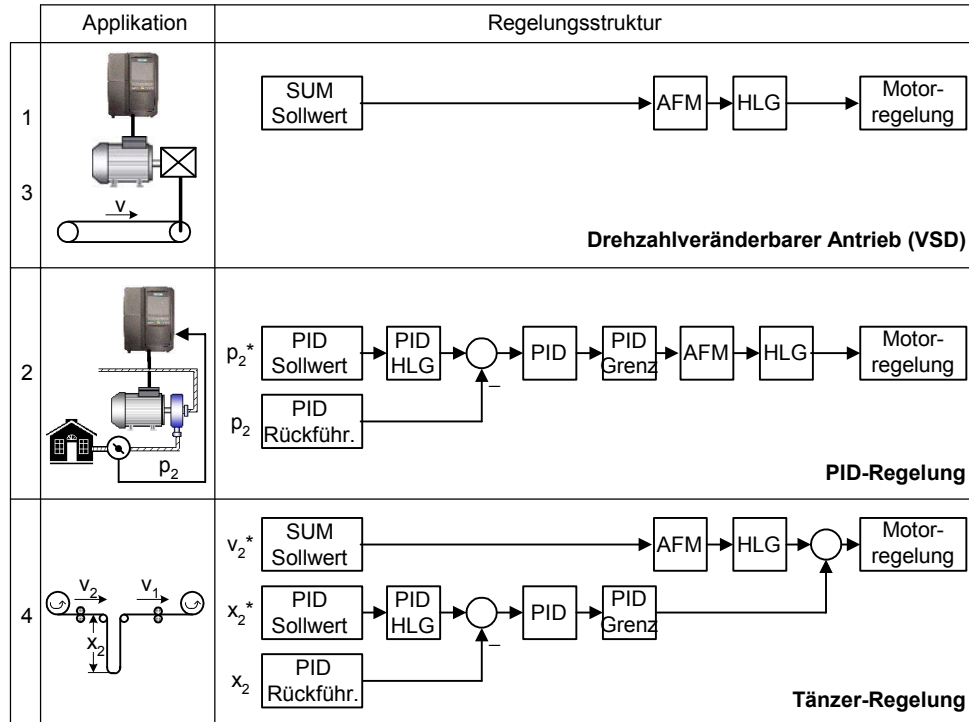 Applikation
Regelungsstruktur
1
3
v
SUM
Sollwert
AFM
HLG
Motor-
regelung
Drehzahlveränderbarer Antrieb (VSD)
2
p2
p2*
PID
Sollwert
PID
HLG
–
PID
PID
Grenz
AFM
HLG
Motor-
regelung
p2
PID
Rückführ.
PID-Regelung
4
v2
v1
x2
v2*
SUM
Sollwert
AFM
HLG
Motor-
regelung
x2*
PID
Sollwert
PID
HLG
–
PID
PID
Grenz
x2
PID
Rückführ.
Tänzer-Regelung